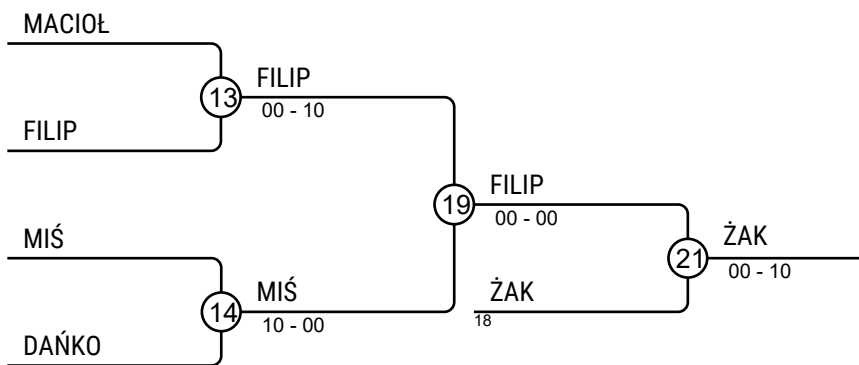 MACIOŁ
13
FILIP
00 - 10
FILIP
19
FILIP
00 - 00
MIŚ
21
ŻAK
00 - 10
14
MIŚ
10 - 00
ŻAK
18
DAŃKO